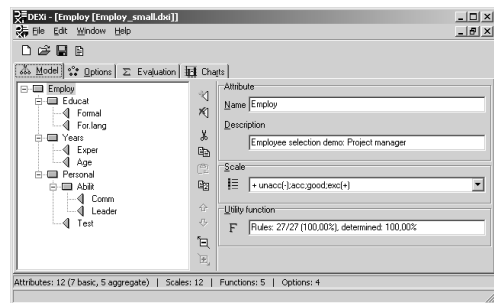 DEXi - [Employ [Employ_small.dxi]]
File Edit Window Help
Model Options Σ Evaluation Charts
Employ
Educat
Formal
For.lang
Years
Exper
Age
Personal
Abilit
Comm
Leader
Test
Attribute
Name Employ
Description
Employee selection demo: Project manager
Scale
+ unacc(-);acc;good;exc(+)
Utility function
F Rules: 27/27 (100,00%), determined: 100,00%
Attributes: 12 (7 basic, 5 aggregate) | Scales: 12 | Functions: 5 | Options: 4